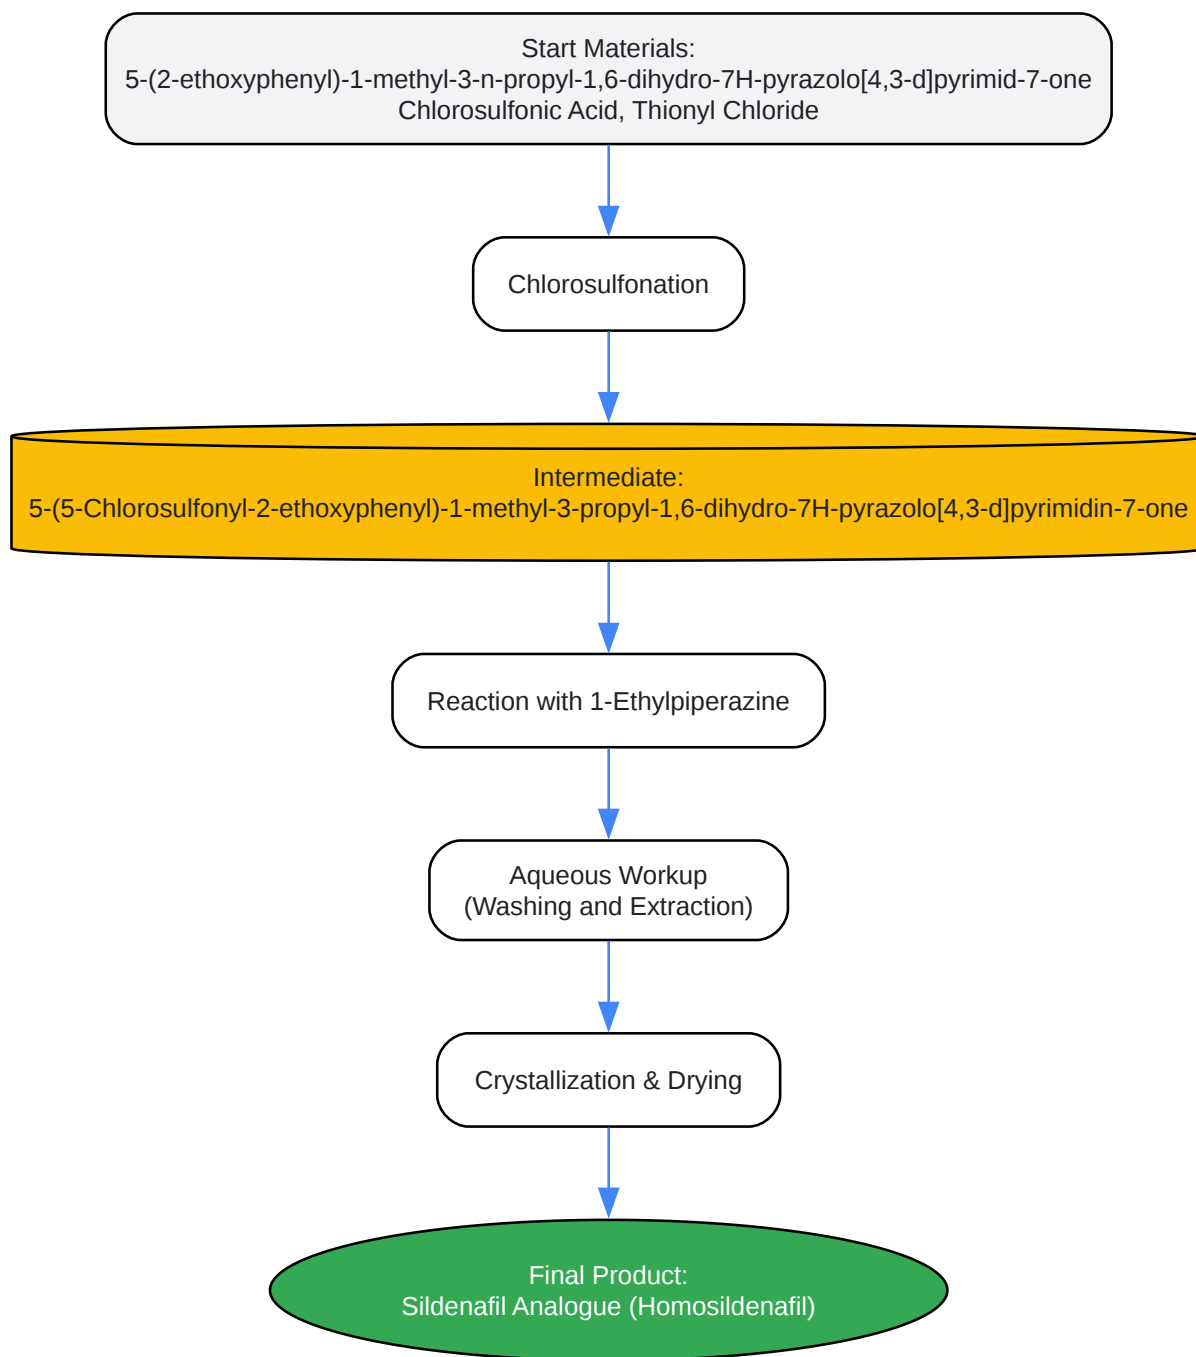 Start Materials:
5-(2-ethoxyphenyl)-1-methyl-3-n-propyl-1,6-dihydro-7H-pyrazolo[4,3-d]pyrimid-7-one
Chlorosulfonic Acid, Thionyl Chloride
Chlorosulfonation
Intermediate:
5-(5-Chlorosulfonyl-2-ethoxyphenyl)-1-methyl-3-propyl-1,6-dihydro-7H-pyrazolo[4,3-d]pyrimidin-7-one
Reaction with 1-Ethylpiperazine
Aqueous Workup
(Washing and Extraction)
Crystallization & Drying
Final Product:
Sildenafil Analogue (Homosildenafil)